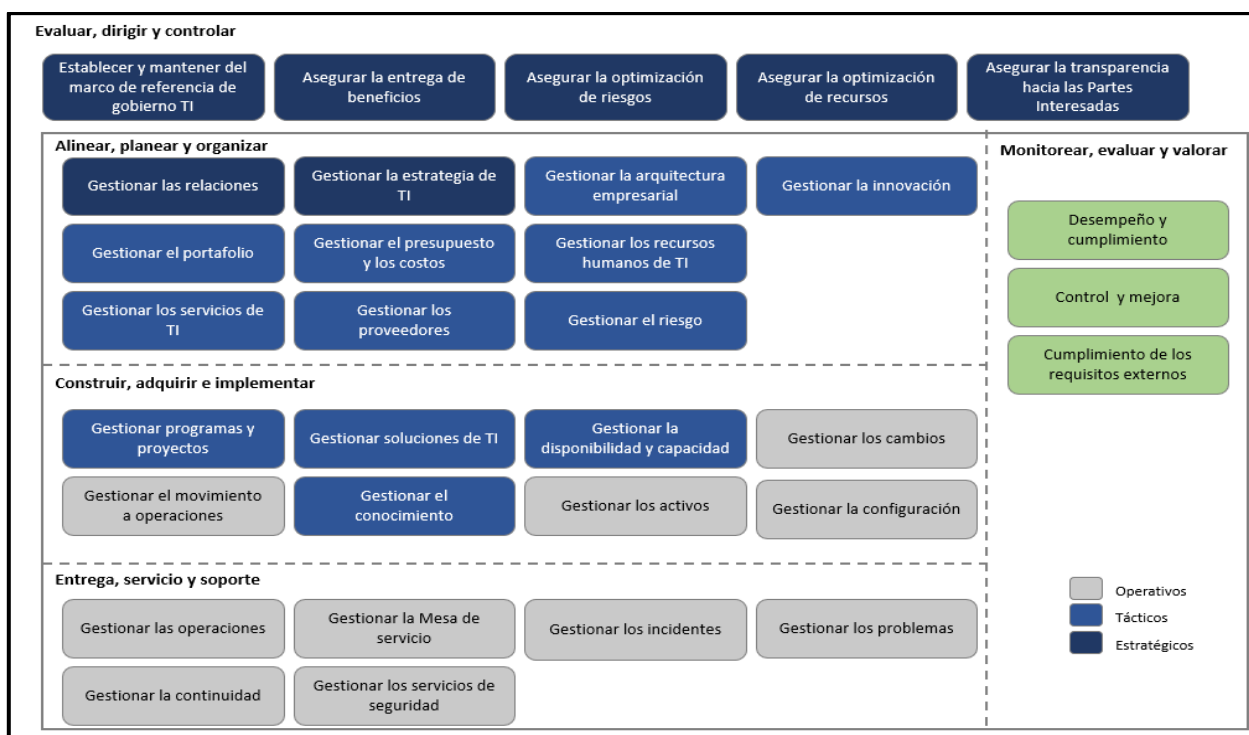 Evaluar, dirigir y controlar
Establecer y mantener del
marco de referencia de
gobierno TI
Asegurar la entrega de
beneficios
Asegurar la optimización
de riesgos
Asegurar la optimización
de recursos
Asegurar la transparencia
hacia las Partes
Interesadas
Alinear, planear y organizar
Gestionar las relaciones
Gestionar la estrategia de
TI
Gestionar la arquitectura
empresarial
Gestionar la innovación
Gestionar el portafolio
Gestionar el presupuesto
y los costos
Gestionar los recursos
humanos de TI
Gestionar los servicios de
TI
Gestionar los
proveedores
Gestionar el riesgo
Monitorear, evaluar y valorar
Desempeño y
cumplimiento
Control y mejora
Cumplimiento de los
requisitos externos
Construir, adquirir e implementar
Gestionar programas y
proyectos
Gestionar soluciones de TI
Gestionar la
disponibilidad y capacidad
Gestionar los cambios
Gestionar el movimiento
a operaciones
Gestionar el
conocimiento
Gestionar los activos
Gestionar la configuración
Entrega, servicio y soporte
Gestionar las operaciones
Gestionar la Mesa de
servicio
Gestionar los incidentes
Gestionar los problemas
Gestionar la continuidad
Gestionar los servicios de
seguridad
Operativos
Tácticos
Estratégicos